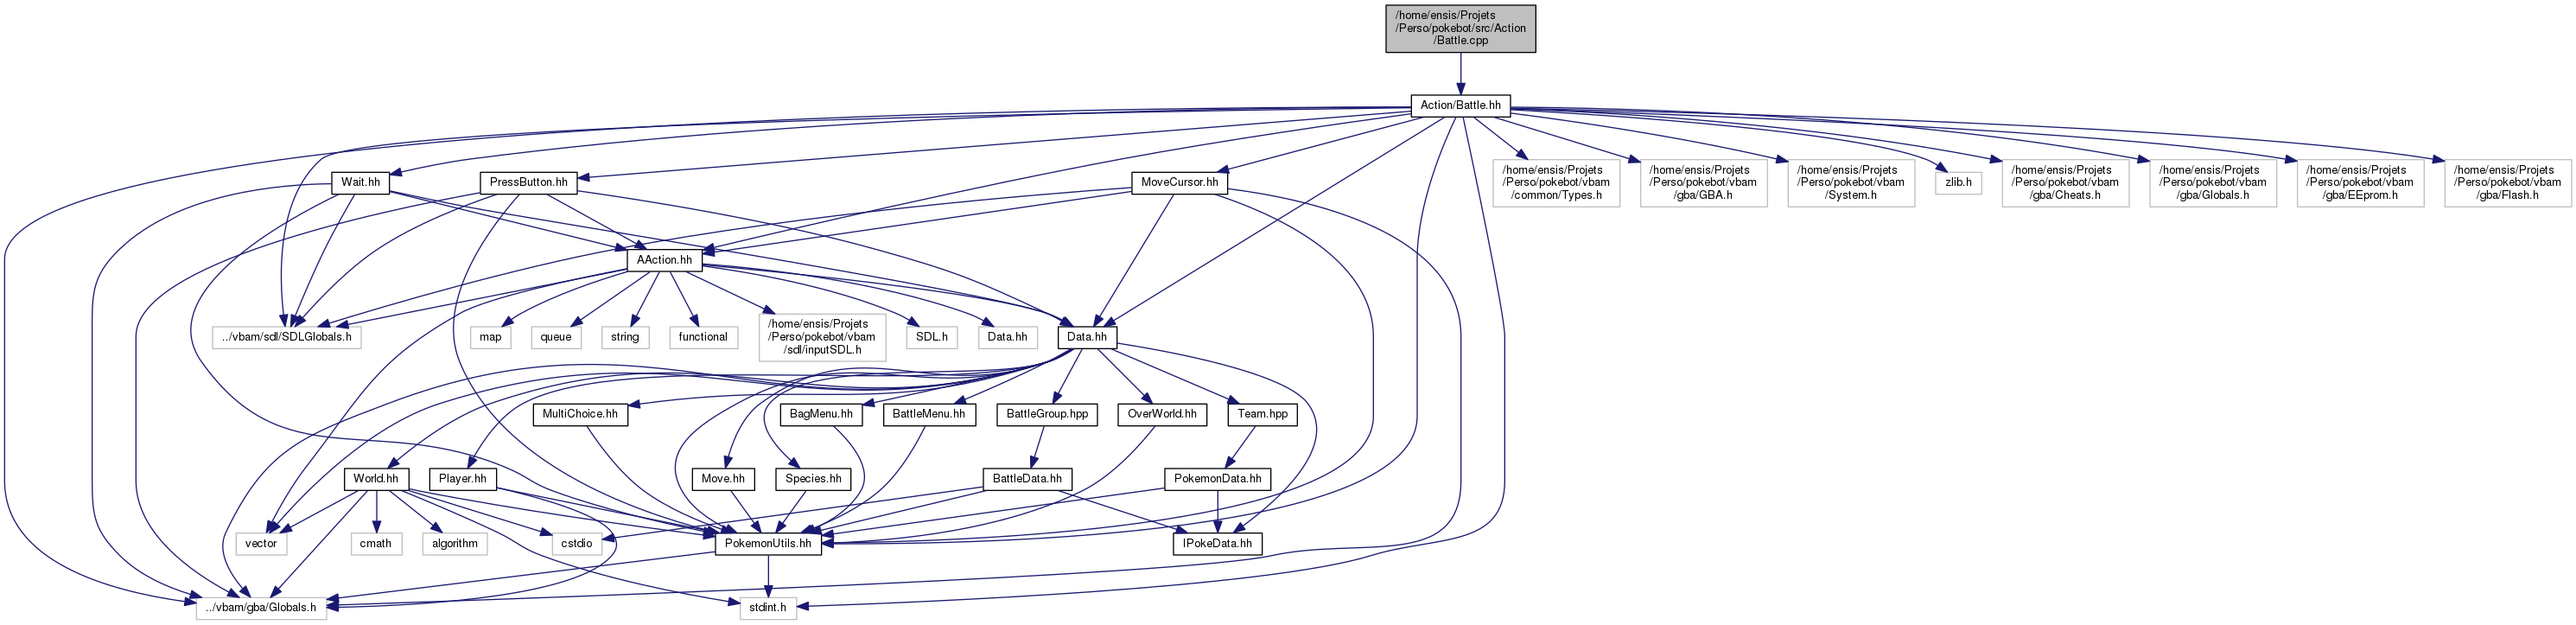 /home/ensis/Projets
/Perso/pokebot/src/Action
/Battle.cpp
Action/Battle.hh
Wait.hh
PressButton.hh
MoveCursor.hh
/home/ensis/Projets
/Perso/pokebot/vbam
/common/Types.h
/home/ensis/Projets
/Perso/pokebot/vbam
/gba/GBA.h
/home/ensis/Projets
/Perso/pokebot/vbam
/System.h
zlib.h
/home/ensis/Projets
/Perso/pokebot/vbam
/gba/Cheats.h
/home/ensis/Projets
/Perso/pokebot/vbam
/gba/Globals.h
/home/ensis/Projets
/Perso/pokebot/vbam
/gba/EEprom.h
/home/ensis/Projets
/Perso/pokebot/vbam
/gba/Flash.h
AAction.hh
../vbam/sdl/SDLGlobals.h
map
queue
string
functional
/home/ensis/Projets
/Perso/pokebot/vbam
/sdl/inputSDL.h
SDL.h
Data.hh
Data.hh
MultiChoice.hh
BagMenu.hh
BattleMenu.hh
BattleGroup.hpp
OverWorld.hh
Team.hpp
World.hh
Player.hh
Move.hh
Species.hh
BattleData.hh
PokemonData.hh
vector
cmath
algorithm
cstdio
PokemonUtils.hh
IPokeData.hh
../vbam/gba/Globals.h
stdint.h